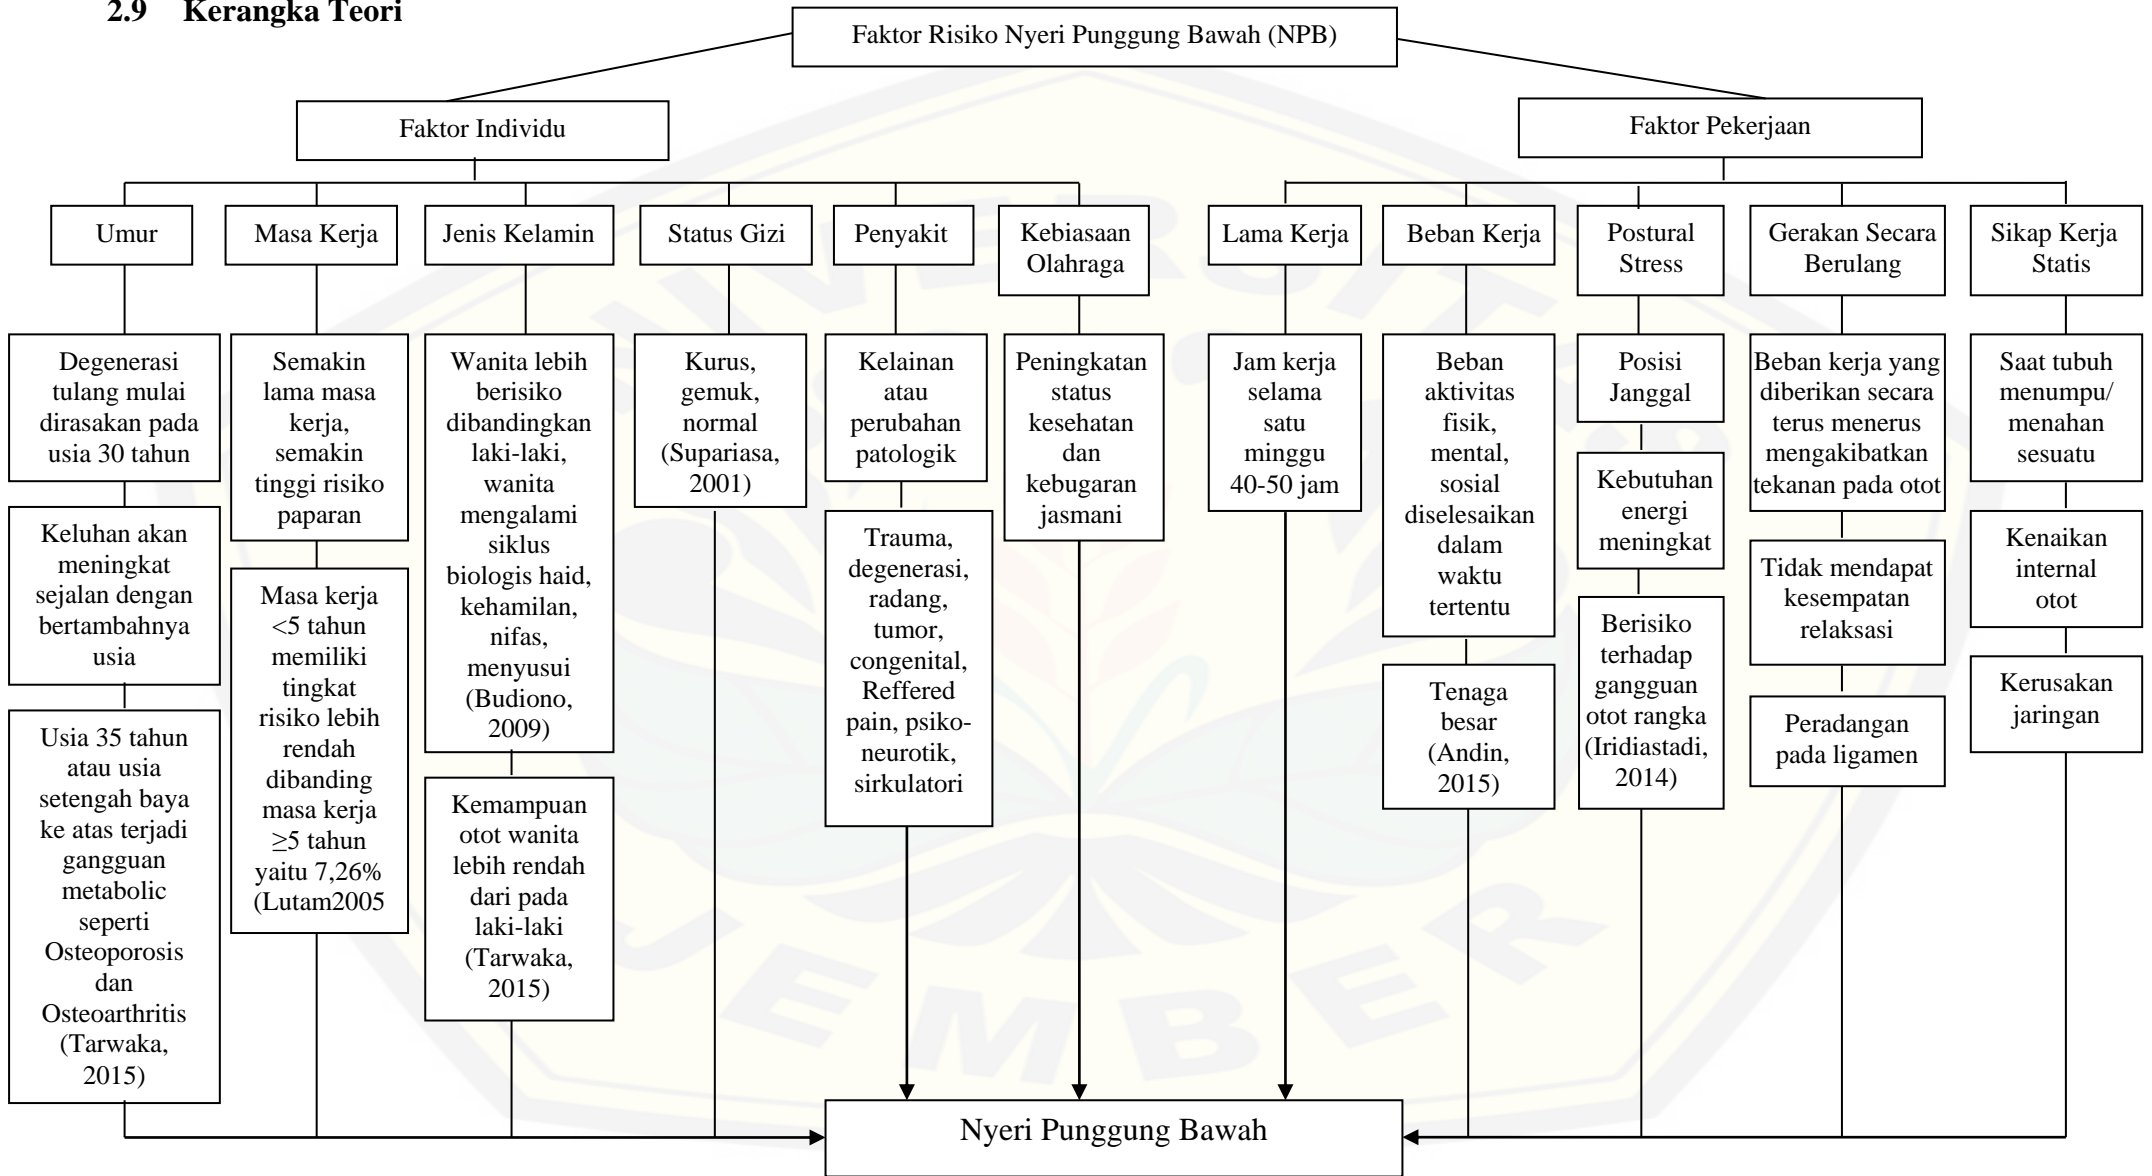 2.9 Kerangka Teori
Faktor Risiko Nyeri Punggung Bawah (NPB)
Faktor Individu
Faktor Pekerjaan
Umur
Masa Kerja
Jenis Kelamin
Status Gizi
Penyakit
Kebiasaan
Olahraga
Lama Kerja
Beban Kerja
Postural
Stress
Gerakan Secara
Berulang
Sikap Kerja
Statis
Degenerasi
tulang mulai
dirasakan pada
usia 30 tahun
Keluhan akan
meningkat
sejalan dengan
bertambahnya
usia
Usia 35 tahun
atau usia
setengah baya
ke atas terjadi
gangguan
metabolic
seperti
Osteoporosis
dan
Osteoarthritis
(Tarwaka,
2015)
Semakin
lama masa
kerja,
semakin
tinggi risiko
paparan
Masa kerja
<5 tahun
memiliki
tingkat
risiko lebih
rendah
dibanding
masa kerja
≥5 tahun
yaitu 7,26%
(Lutam2005
Wanita lebih
berisiko
dibandingkan
laki-laki,
wanita
mengalami
siklus
biologis haid,
kehamilan,
nifas,
menyusui
(Budiono,
2009)
Kemampuan
otot wanita
lebih rendah
dari pada
laki-laki
(Tarwaka,
2015)
Kurus,
gemuk,
normal
(Supariasa,
2001)
Kelainan
atau
perubahan
patologik
Trauma,
degenerasi,
radang,
tumor,
congenital,
Reffered
pain, psiko-
neurotik,
sirkulatori
Peningkatan
status
kesehatan
dan
kebugaran
jasmani
Jam kerja
selama
satu
minggu
40-50 jam
Beban
aktivitas
fisik,
mental,
sosial
diselesaikan
dalam
waktu
tertentu
Tenaga
besar
(Andin,
2015)
Posisi
Janggal
Kebutuhan
energi
meningkat
Berisiko
terhadap
gangguan
otot rangka
(Iridiastadi,
2014)
Beban kerja yang
diberikan secara
terus menerus
mengakibatkan
tekanan pada otot
Tidak mendapat
kesempatan
relaksasi
Peradangan
pada ligamen
Saat tubuh
menumpu/
menahan
sesuatu
Kenaikan
internal
otot
Kerusakan
jaringan
Nyeri Punggung Bawah
UNIVERSITAS
JEMBER